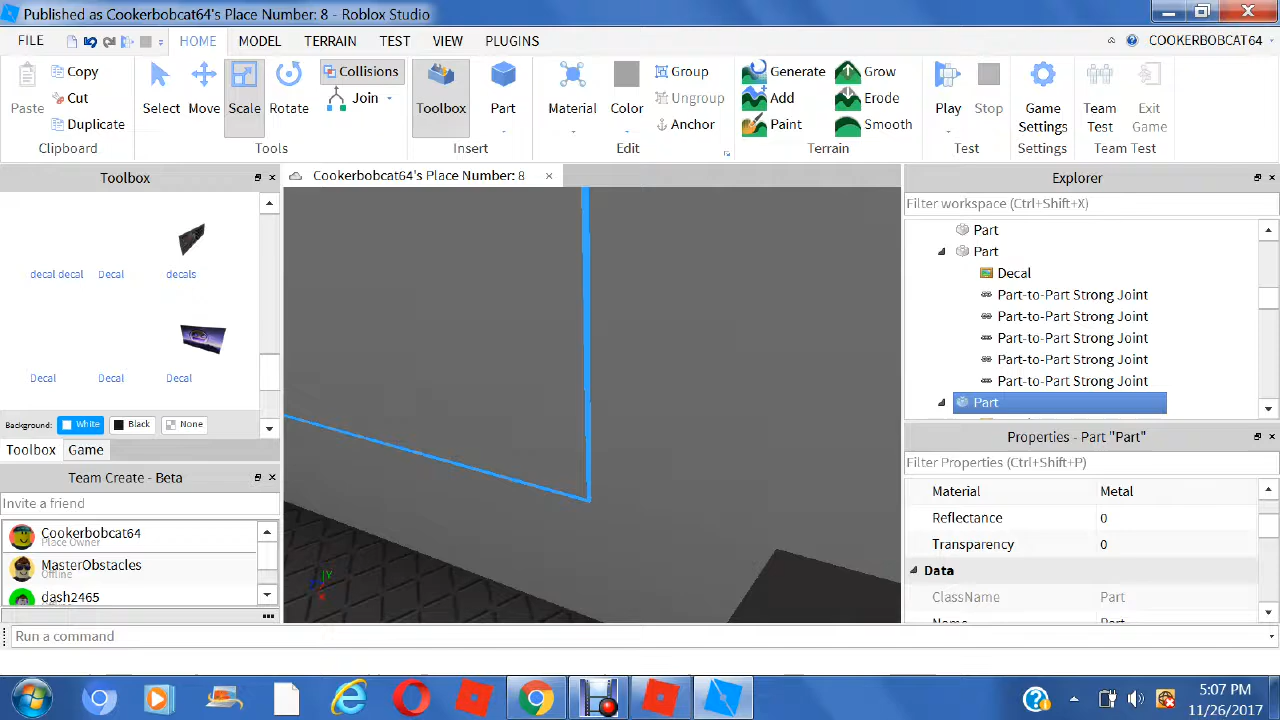 Published as Cookerbobcat64's Place Number: 8 - Roblox Studio
FILE HOME MODEL TERRAIN TEST VIEW PLUGINS COOKERBOBCAT64
Paste Copy Cut Duplicate Clipboard
Select Move Scale Rotate Collisions Join Tools
Toolbox Part Insert
Material Color Group Ungroup Anchor Edit
Generate Add Paint Grow Erode Smooth Terrain
Play Stop Test
Game Settings Settings
Team Test Exit Game Team Test
Toolbox
decal decal Decal decals
Decal Decal Decal
Background: White Black None
Toolbox Game
Team Create - Beta
Invite a friend
Cookerbobcat64
Place Owner
MasterObstacles
Offline
dash2465
Run a command
Cookerbobcat64's Place Number: 8
Y
Explorer
Filter workspace (Ctrl+Shift+X)
Part
Part
Decal
Part-to-Part Strong Joint
Part-to-Part Strong Joint
Part-to-Part Strong Joint
Part-to-Part Strong Joint
Part-to-Part Strong Joint
Part
Properties - Part "Part"
Filter Properties (Ctrl+Shift+P)
Material Metal
Reflectance 0
Transparency 0
Data
ClassName Part
Name Part
5:07 PM
11/26/2017